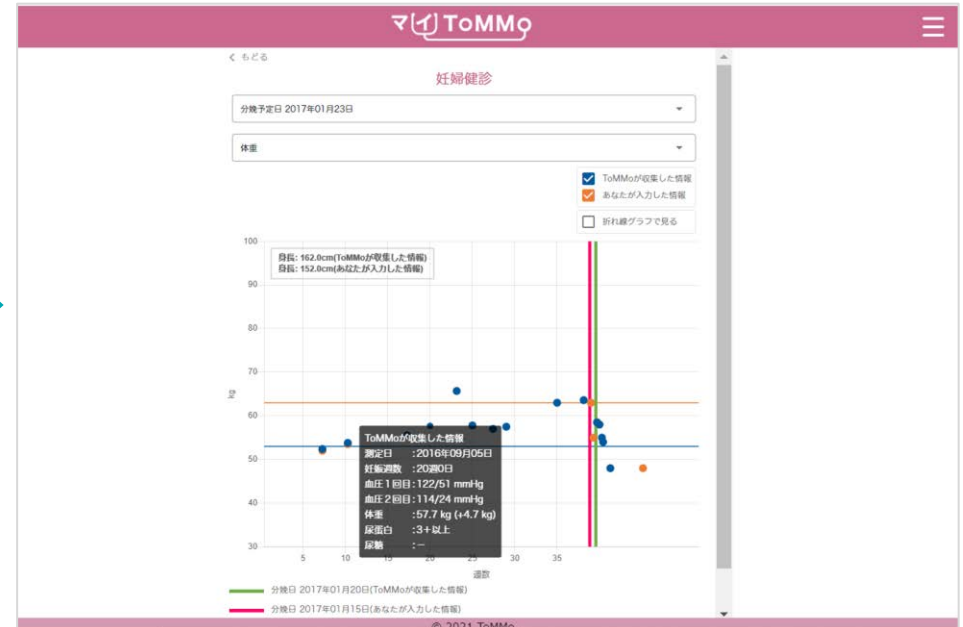 マイ ToMMo
もどる
妊婦健診
分娩予定日 2017年01月23日
体重
ToMMoが収集した情報
あなたが入力した情報
折れ線グラフで見る
身長: 162.0cm(ToMMoが収集した情報)
身長: 152.0cm(あなたが入力した情報)
100
90
80
70
60
50
40
30
kg
ToMMoが収集した情報
測定日 :2016年09月05日
妊娠週数 :20週0日
血圧1回目:122/51 mmHg
血圧2回目:114/24 mmHg
体重 :57.7 kg (+4.7 kg)
尿蛋白 :3+以上
尿糖 :−
5 10 15 20 25 30 35
週数
分娩日 2017年01月20日(ToMMoが収集した情報)
分娩日 2017年01月15日(あなたが入力した情報)
© 2021 ToMMo